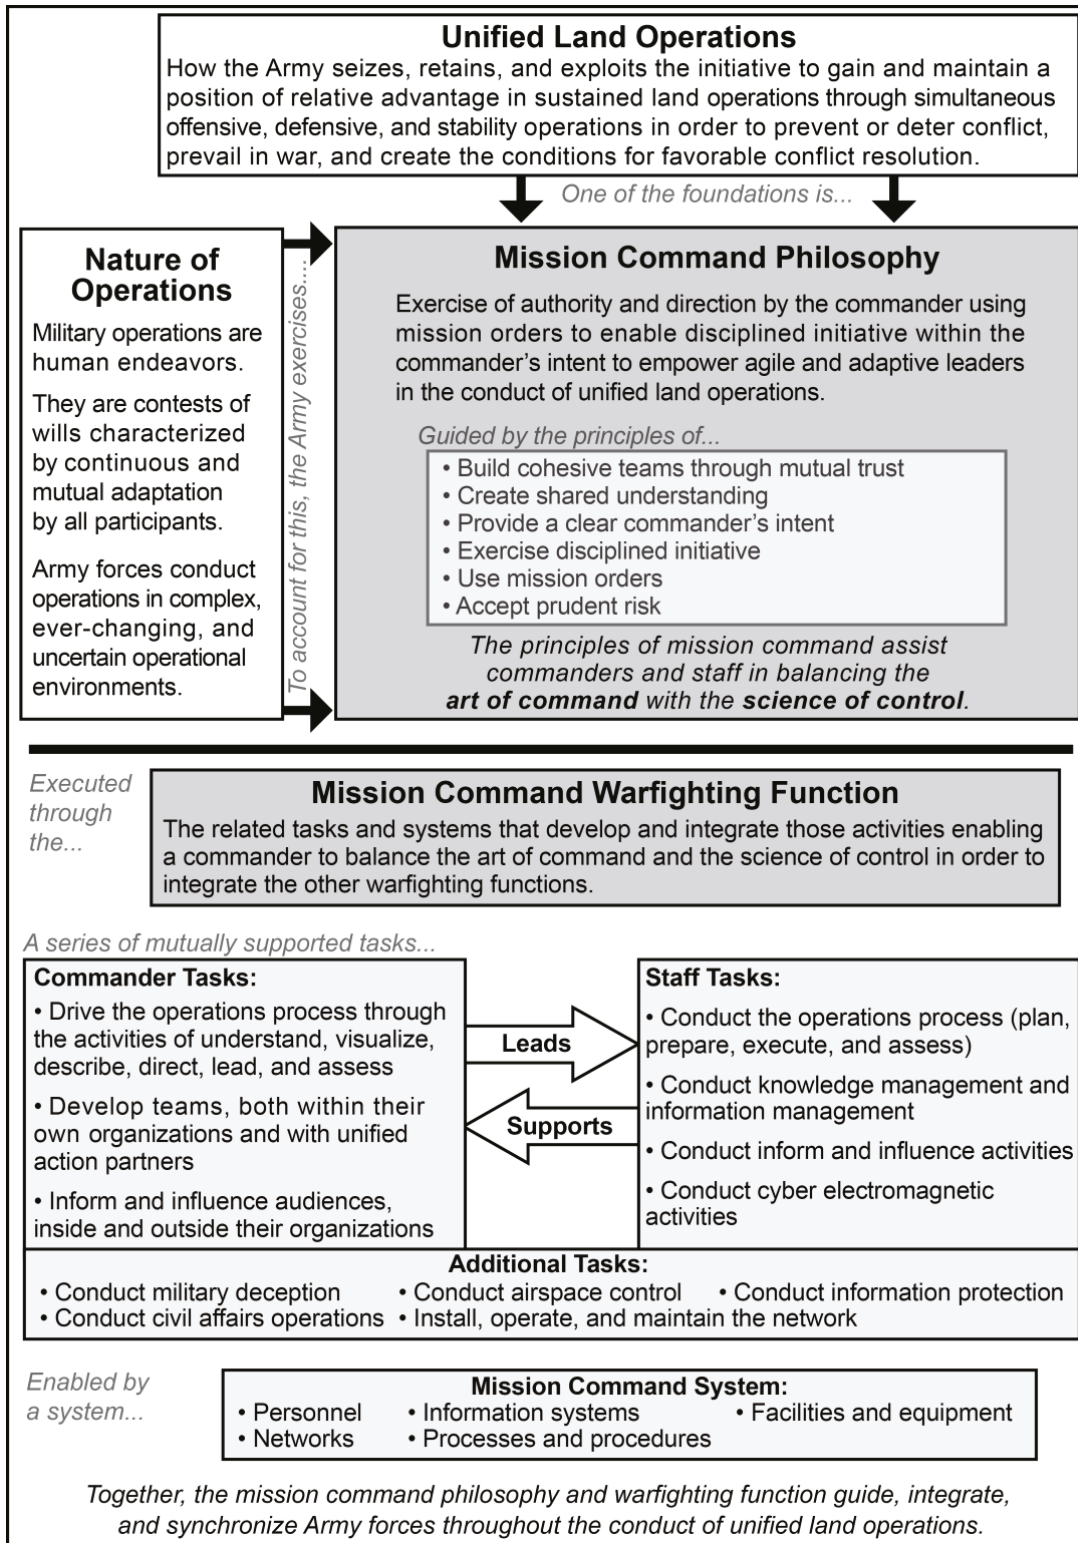 Unified Land Operations
How the Army seizes, retains, and exploits the initiative to gain and maintain a
position of relative advantage in sustained land operations through simultaneous
offensive, defensive, and stability operations in order to prevent or deter conflict,
prevail in war, and create the conditions for favorable conflict resolution.
One of the foundations is...
Nature of
Operations
Military operations are
human endeavors.
They are contests of
wills characterized
by continuous and
mutual adaptation
by all participants.
Army forces conduct
operations in complex,
ever-changing, and
uncertain operational
environments.
To account for this, the Army exercises....
Mission Command Philosophy
Exercise of authority and direction by the commander using
mission orders to enable disciplined initiative within the
commander’s intent to empower agile and adaptive leaders
in the conduct of unified land operations.
Guided by the principles of...
• Build cohesive teams through mutual trust
• Create shared understanding
• Provide a clear commander’s intent
• Exercise disciplined initiative
• Use mission orders
• Accept prudent risk
The principles of mission command assist
commanders and staff in balancing the
art of command with the science of control.
Executed
through
the...
Mission Command Warfighting Function
The related tasks and systems that develop and integrate those activities enabling
a commander to balance the art of command and the science of control in order to
integrate the other warfighting functions.
A series of mutually supported tasks...
Commander Tasks:
• Drive the operations process through
the activities of understand, visualize,
describe, direct, lead, and assess
• Develop teams, both within their
own organizations and with unified
action partners
• Inform and influence audiences,
inside and outside their organizations
Leads
Supports
Staff Tasks:
• Conduct the operations process (plan,
prepare, execute, and assess)
• Conduct knowledge management and
information management
• Conduct inform and influence activities
• Conduct cyber electromagnetic
activities
Additional Tasks:
• Conduct military deception • Conduct airspace control • Conduct information protection
• Conduct civil affairs operations • Install, operate, and maintain the network
Enabled by
a system...
Mission Command System:
• Personnel • Information systems • Facilities and equipment
• Networks • Processes and procedures
Together, the mission command philosophy and warfighting function guide, integrate,
and synchronize Army forces throughout the conduct of unified land operations.